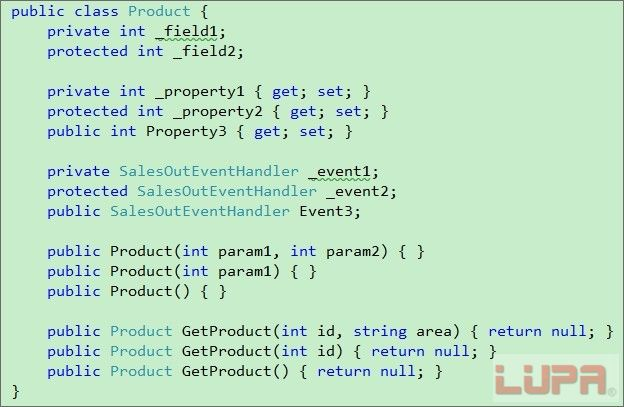 public class Product {
    private int _field1;
    protected int _field2;

    private int _property1 { get; set; }
    protected int _property2 { get; set; }
    public int Property3 { get; set; }

    private SalesOutEventHandler _event1;
    protected SalesOutEventHandler _event2;
    public SalesOutEventHandler Event3;

    public Product(int param1, int param2) { }
    public Product(int param1) { }
    public Product() { }

    public Product GetProduct(int id, string area) { return null; }
    public Product GetProduct(int id) { return null; }
    public Product GetProduct() { return null; }
}
LUPA®